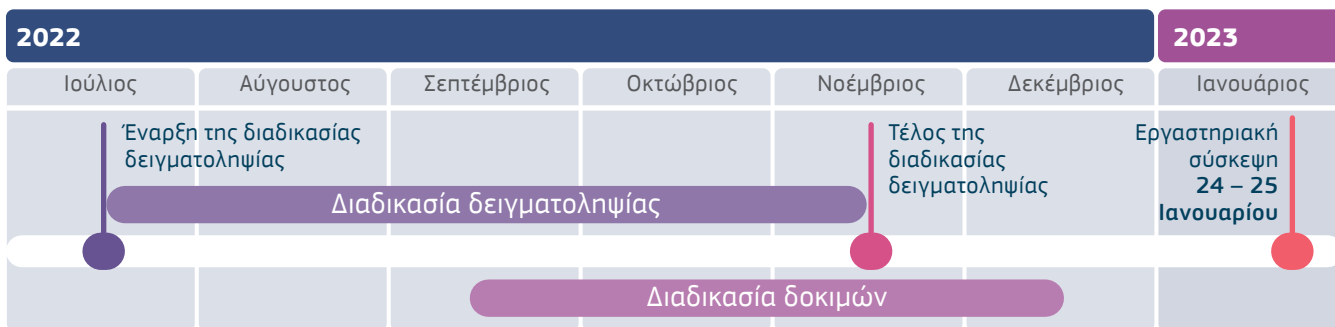 2022
2023
Ιούλιος
Αύγουστος
Σεπτέμβριος
Οκτώβριος
Νοέμβριος
Δεκέμβριος
Ιανουάριος
Έναρξη της διαδικασίας
δειγματοληψίας
Τέλος της
διαδικασίας
δειγματοληψίας
Εργαστηριακή
σύσκεψη
24 – 25
Ιανουαρίου
Διαδικασία δειγματοληψίας
Διαδικασία δοκιμών